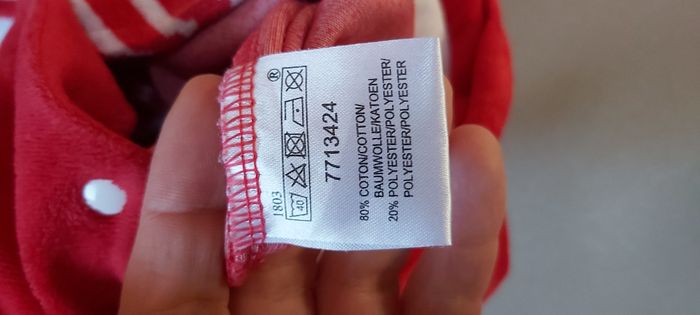 1803
40
®
7713424
80% COTON/COTTON/
BAUMWOLLE/KATOEN
20% POLYESTER/POLYESTER/
POLYESTER/POLYESTER